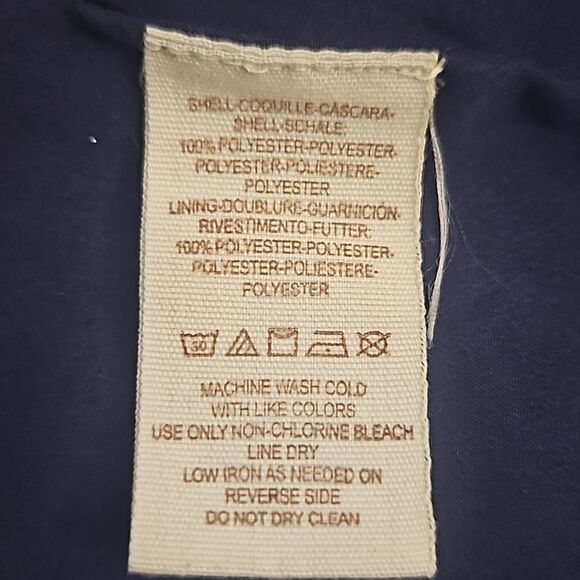 SHELL-COQUILLE-CÁSCARA-
SHELL-SCHALE:
100% POLYESTER-POLYESTER-
POLYESTER-POLIESTERE-
POLYESTER
LINING-DOUBLURE-GUARNICIÓN-
RIVESTIMENTO-FUTTER:
100% POLYESTER-POLYESTER-
POLYESTER-POLIESTERE-
POLYESTER
30
MACHINE WASH COLD
WITH LIKE COLORS
USE ONLY NON-CHLORINE BLEACH
LINE DRY
LOW IRON AS NEEDED ON
REVERSE SIDE
DO NOT DRY CLEAN